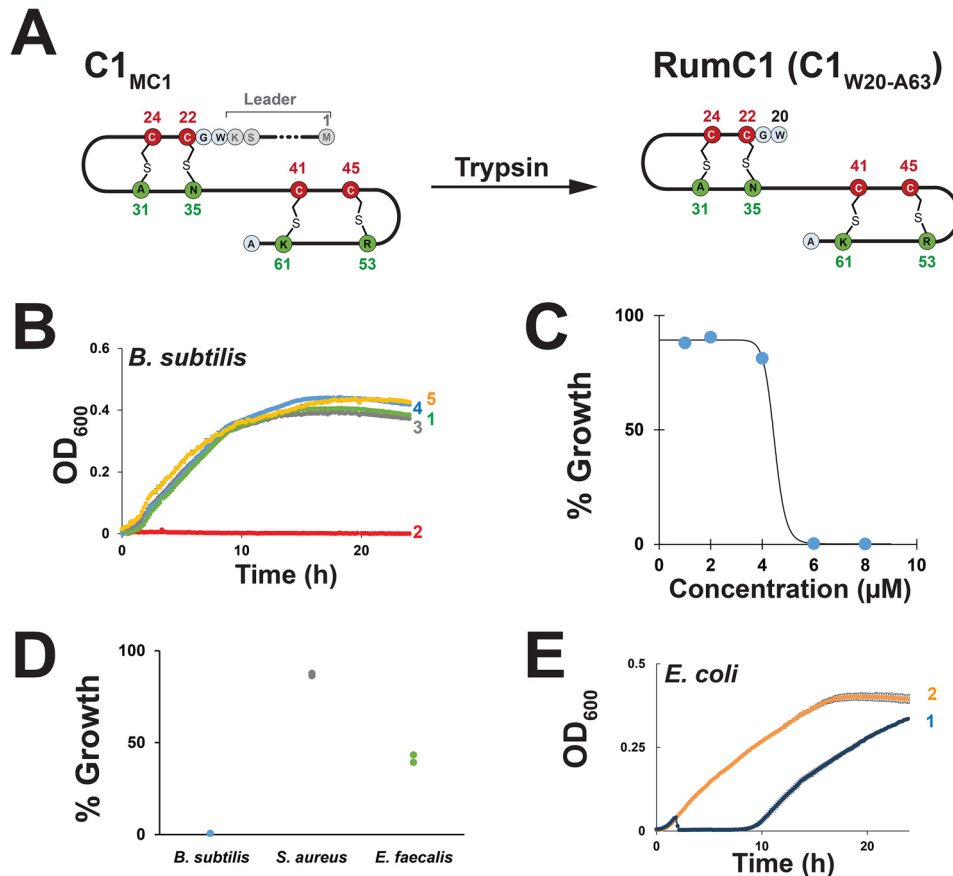 A
C1MC1
RumC1 (C1W20-A63)
Leader
24 22 1
C C G W K S M
S S
A N
31 35
41 45
C C
S S
A K R
61 53
Trypsin
24 22 20
C C G W
S S
A N
31 35
41 45
C C
S S
A K R
61 53
B
B. subtilis
OD600
0.6
0.4
0.2
0
0 10 20
Time (h)
5
4
1
3
2
C
% Growth
100
50
0
0 2 4 6 8 10
Concentration (µM)
D
% Growth
100
50
0
B. subtilis S. aureus E. faecalis
E
E. coli
OD600
0.5
0.25
0
0 10 20
Time (h)
2
1